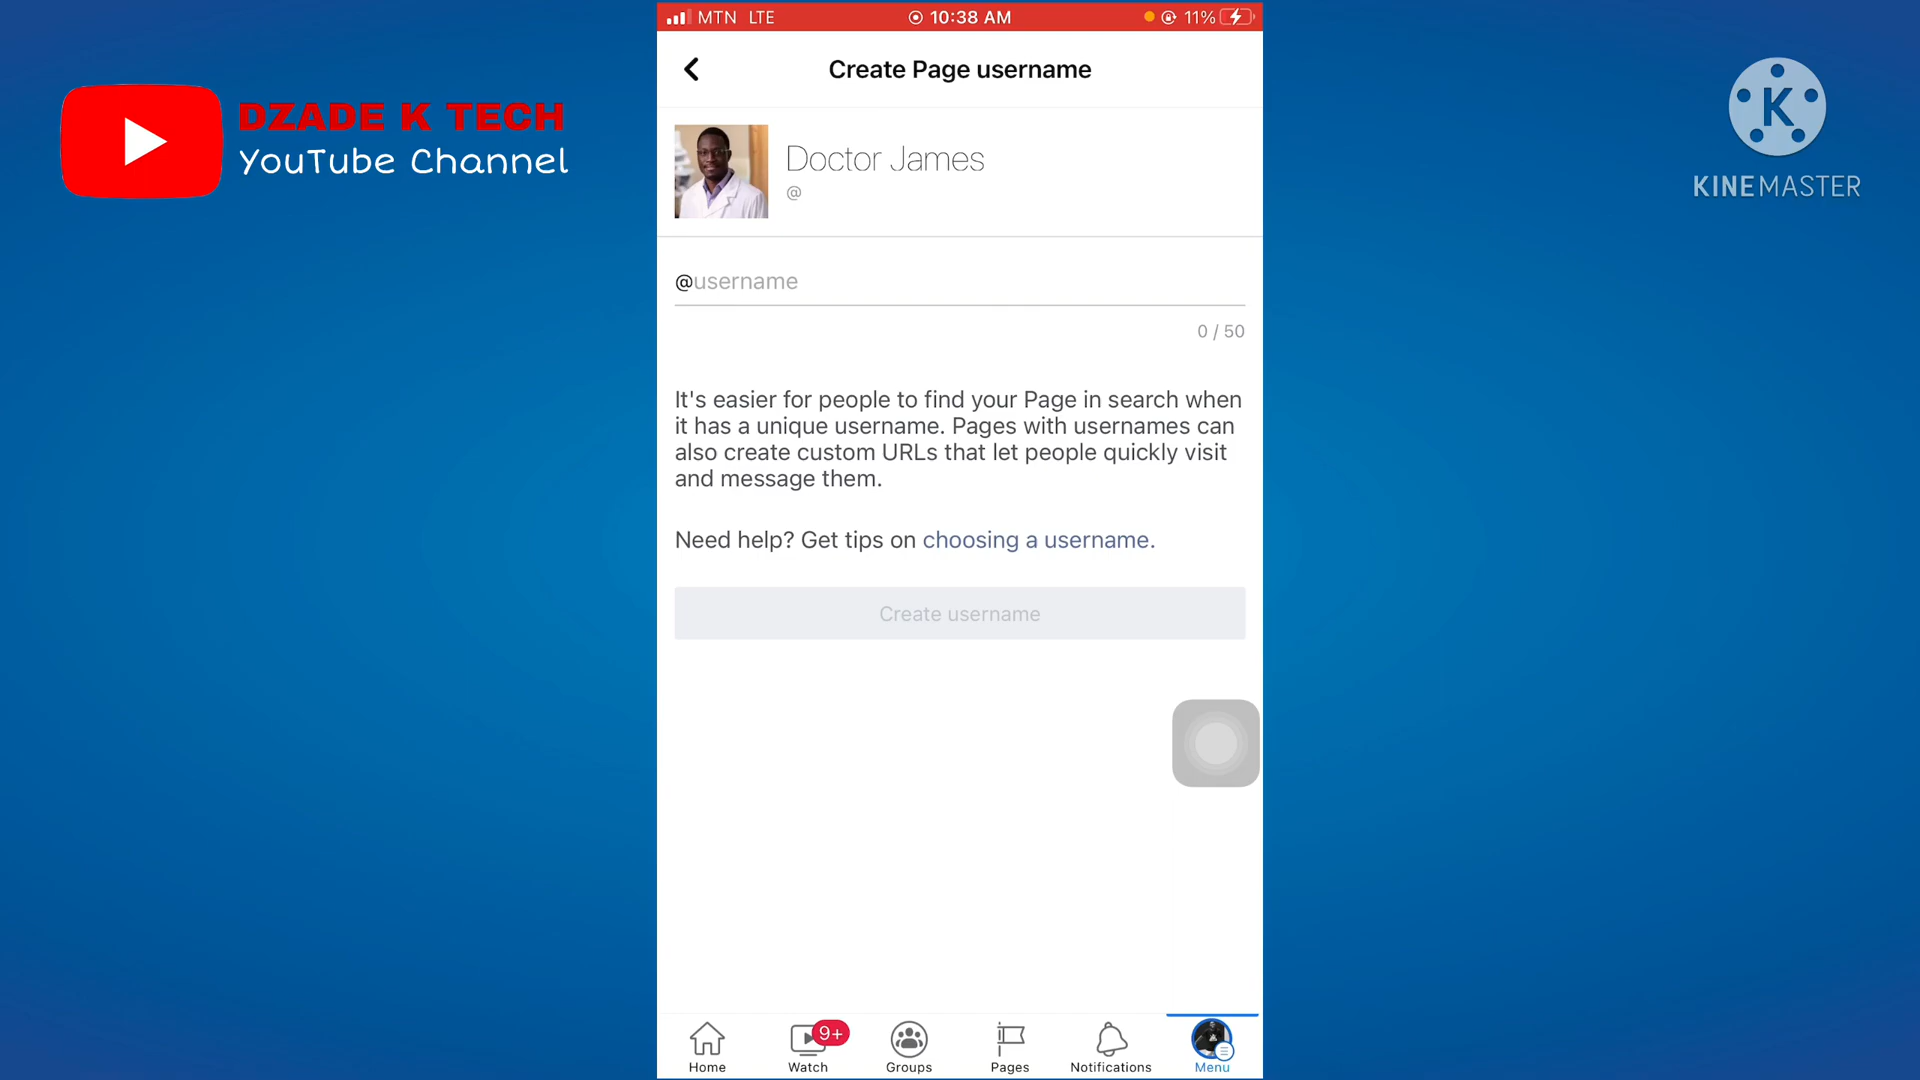 MTN LTE 10:38 AM 11%
Create Page username
DZADE K TECH
YouTube Channel
K
KINEMASTER
Doctor James
@
@username
0 / 50
It's easier for people to find your Page in search when
it has a unique username. Pages with usernames can
also create custom URLs that let people quickly visit
and message them.
Need help? Get tips on choosing a username.
Create username
9+
Home
Watch
Groups
Pages
Notifications
Menu